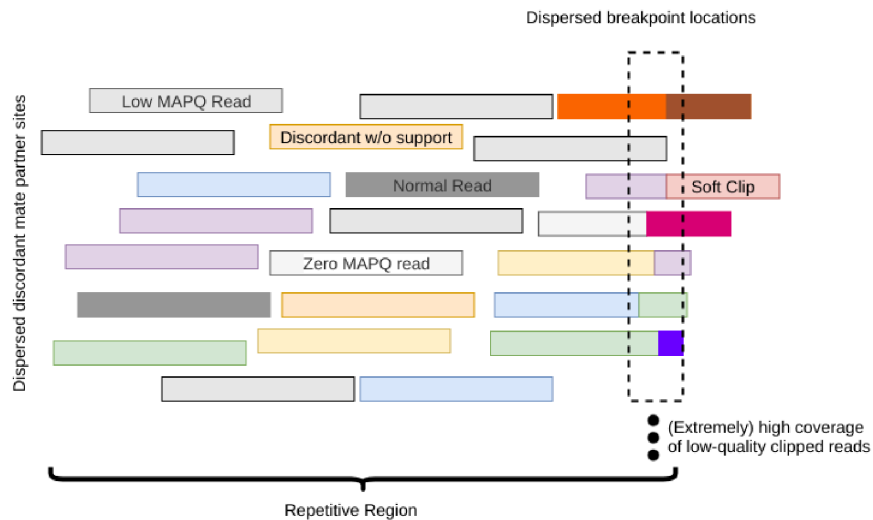 Dispersed breakpoint locations
Dispersed discordant mate partner sites
Low MAPQ Read
Discordant w/o support
Normal Read
Soft Clip
Zero MAPQ read
(Extremely) high coverage
of low-quality clipped reads
Repetitive Region